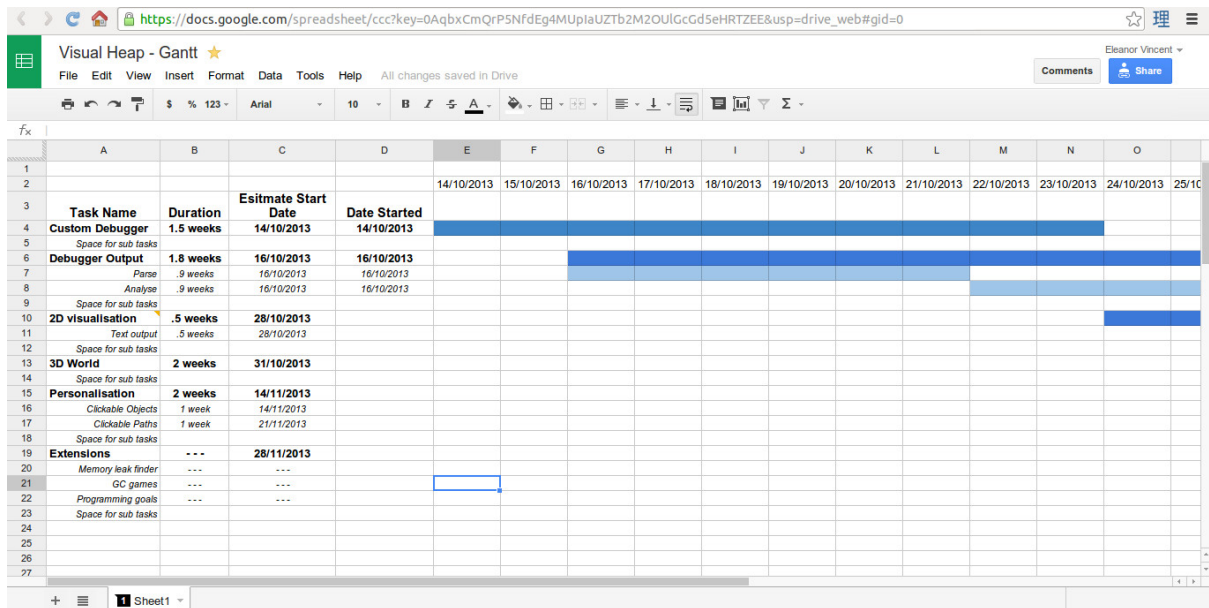 https://docs.google.com/spreadsheet/ccc?key=0AqbxCmQrP5NfdEg4MUpIaUZTb2M2OUlGcGd5eHRTZEE&usp=drive_web#gid=0 理
Visual Heap - Gantt Eleanor Vincent
File Edit View Insert Format Data Tools Help All changes saved in Drive Comments Share
$ % 123 Arial 10 B I S A Σ
fx
A B C D E F G H I J K L M N O
1
2 14/10/2013 15/10/2013 16/10/2013 17/10/2013 18/10/2013 19/10/2013 20/10/2013 21/10/2013 22/10/2013 23/10/2013 24/10/2013 25/10
3 Task Name Duration Esitmate Start Date Date Started
4 Custom Debugger 1.5 weeks 14/10/2013 14/10/2013
5 Space for sub tasks
6 Debugger Output 1.8 weeks 16/10/2013 16/10/2013
7 Parse .9 weeks 16/10/2013 16/10/2013
8 Analyse .9 weeks 16/10/2013 16/10/2013
9 Space for sub tasks
10 2D visualisation .5 weeks 28/10/2013
11 Text output .5 weeks 28/10/2013
12 Space for sub tasks
13 3D World 2 weeks 31/10/2013
14 Space for sub tasks
15 Personalisation 2 weeks 14/11/2013
16 Clickable Objects 1 week 14/11/2013
17 Clickable Paths 1 week 21/11/2013
18 Space for sub tasks
19 Extensions - - - 28/11/2013
20 Memory leak finder - - - - - -
21 GC games - - - - - -
22 Programming goals - - - - - -
23 Space for sub tasks
24
25
26
27
1 Sheet1